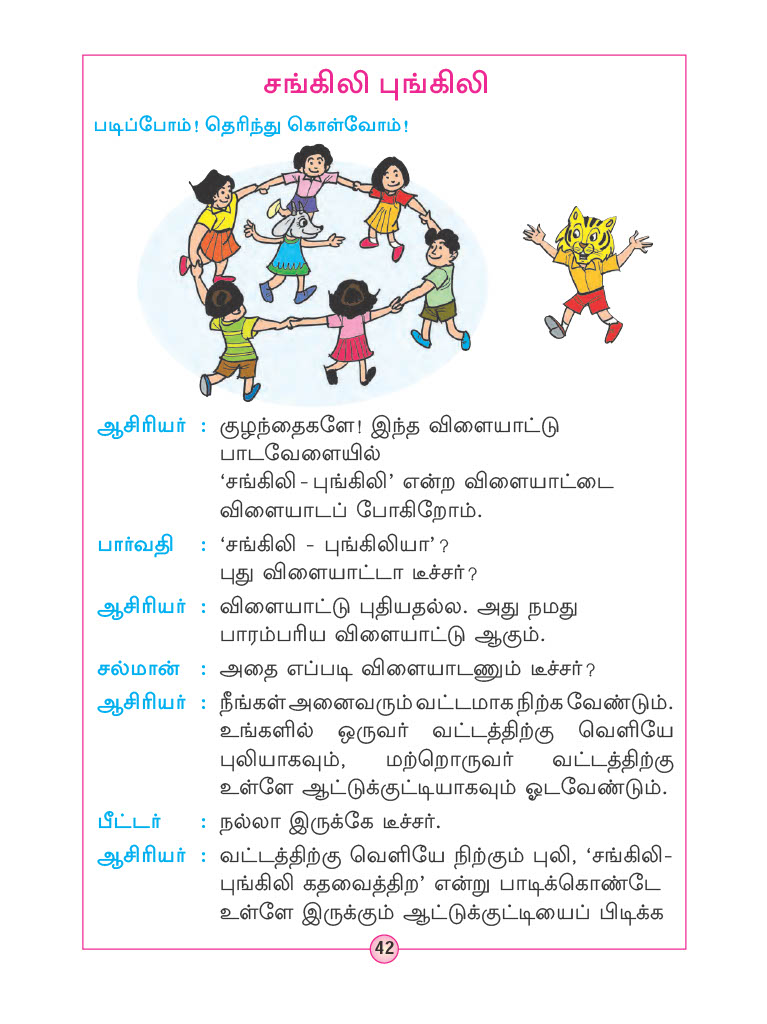 சங்கிலி புங்கிலி
படிப்போம்! தெரிந்து கொள்வோம்!
ஆசிரியர் : குழந்தைகளே! இந்த விளையாட்டு
பாடவேளையில்
‘சங்கிலி - புங்கிலி’ என்ற விளையாட்டை
விளையாடப் போகிறோம்.
பார்வதி : ‘சங்கிலி - புங்கிலியா’?
புது விளையாட்டா டீச்சர்?
ஆசிரியர் : விளையாட்டு புதியதல்ல. அது நமது
பாரம்பரிய விளையாட்டு ஆகும்.
சல்மான் : அதை எப்படி விளையாடணும் டீச்சர்?
ஆசிரியர் : நீங்கள் அனைவரும் வட்டமாக நிற்க வேண்டும்.
உங்களில் ஒருவர் வட்டத்திற்கு வெளியே
புலியாகவும், மற்றொருவர் வட்டத்திற்கு
உள்ளே ஆட்டுக்குட்டியாகவும் ஓடவேண்டும்.
பீட்டர் : நல்லா இருக்கே டீச்சர்.
ஆசிரியர் : வட்டத்திற்கு வெளியே நிற்கும் புலி, ‘சங்கிலி-
புங்கிலி கதவைத்திற’ என்று பாடிக்கொண்டே
உள்ளே இருக்கும் ஆட்டுக்குட்டியைப் பிடிக்க
42